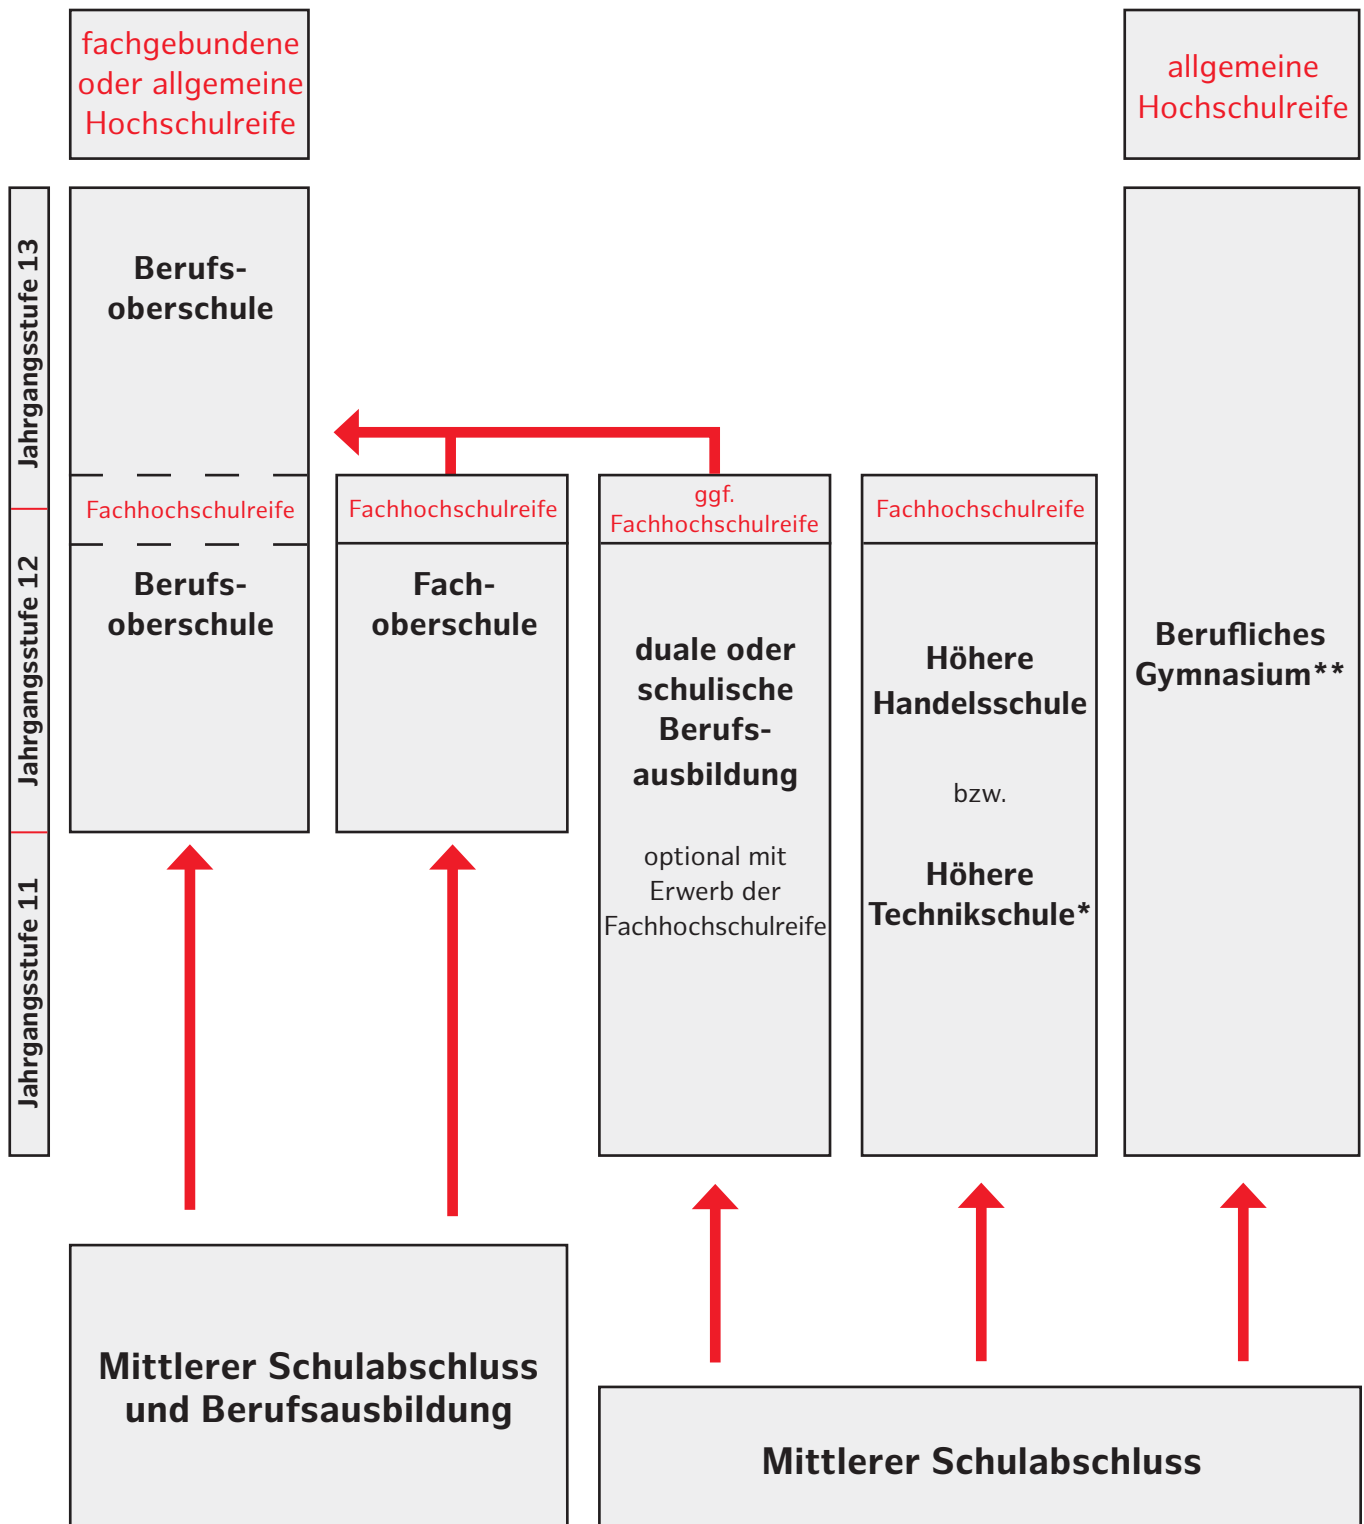 fachgebundene
oder allgemeine
Hochschulreife
allgemeine
Hochschulreife
Jahrgangsstufe 13
Jahrgangsstufe 12
Jahrgangsstufe 11
Berufs-
oberschule
Fachhochschulreife
Berufs-
oberschule
Fachhochschulreife
Fach-
oberschule
ggf.
Fachhochschulreife
duale oder
schulische
Berufs-
ausbildung
optional mit
Erwerb der
Fachhochschulreife
Fachhochschulreife
Höhere
Handelsschule
bzw.
Höhere
Technikschule*
Berufliches
Gymnasium**
Mittlerer Schulabschluss
und Berufsausbildung
Mittlerer Schulabschluss